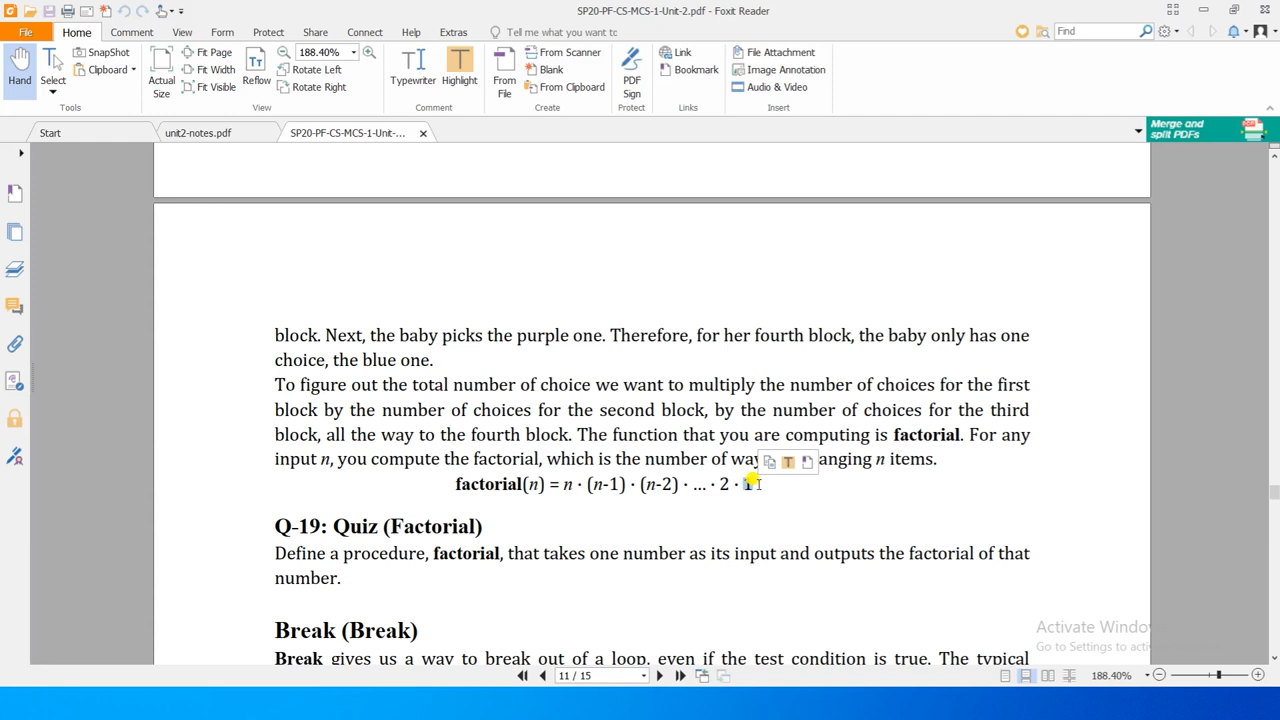 SP20-PF-CS-MCS-1-Unit-2.pdf - Foxit Reader
File Home Comment View Form Protect Share Connect Help Extras Tell me what you want tc Find
Hand
Select
SnapShot
Clipboard
Tools
Actual Size
Fit Page
Fit Width
Fit Visible
Reflow
188.40%
Rotate Left
Rotate Right
View
Typewriter
Highlight
Comment
From File
From Scanner
Blank
From Clipboard
Create
PDF Sign
Protect
Link
Bookmark
Links
File Attachment
Image Annotation
Audio & Video
Insert
Start unit2-notes.pdf SP20-PF-CS-MCS-1-Unit-...
Merge and
split PDFs
block. Next, the baby picks the purple one. Therefore, for her fourth block, the baby only has one
choice, the blue one.
To figure out the total number of choice we want to multiply the number of choices for the first
block by the number of choices for the second block, by the number of choices for the third
block, all the way to the fourth block. The function that you are computing is factorial. For any
input n, you compute the factorial, which is the number of way anging n items.
factorial(n) = n · (n-1) · (n-2) · ... · 2 · 1
Q-19: Quiz (Factorial)
Define a procedure, factorial, that takes one number as its input and outputs the factorial of that
number.
Break (Break)
Break gives us a way to break out of a loop, even if the test condition is true. The typical
Activate Windo
Go to Settings to activ
11 / 15
188.40%